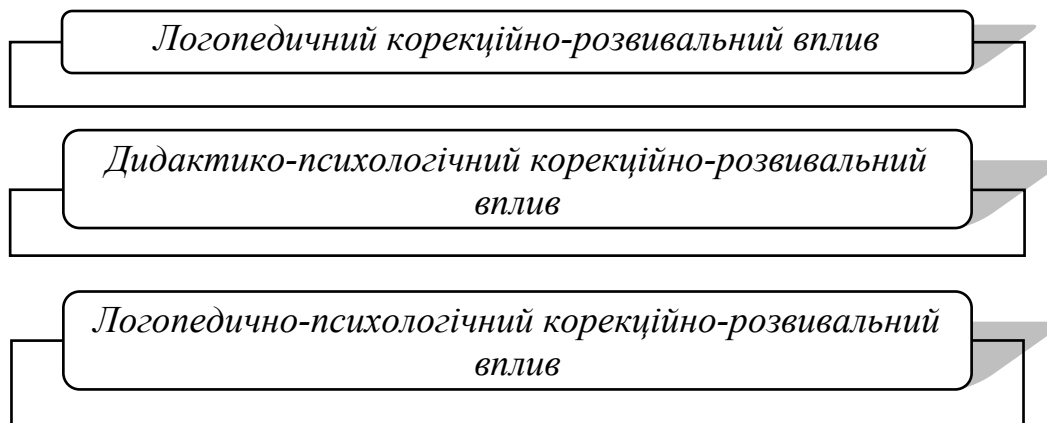 Логопедичний корекційно-розвивальний вплив
Дидактико-психологічний корекційно-розвивальний
вплив
Логопедично-психологічний корекційно-розвивальний
вплив